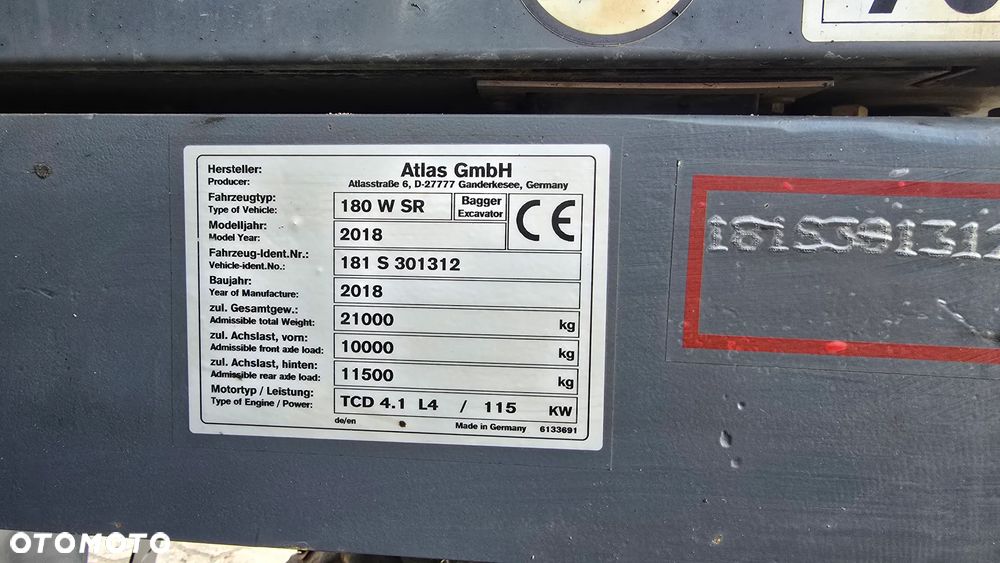 Hersteller: Atlas GmbH
Producer: Atlasstraße 6, D-27777 Ganderkesee, Germany
Fahrzeugtyp: 180 W SR Bagger CE
Type of Vehicle: Excavator
Modelljahr: 2018
Model Year:
Fahrzeug-Ident.Nr.: 181 S 301312
Vehicle-ident.No.:
Baujahr: 2018
Year of Manufacture:
zul. Gesamtgew.: 21000 kg
Admissible total Weight:
zul. Achslast, vorn: 10000 kg
Admissible front axle load:
zul. Achslast, hinten: 11500 kg
Admissible rear axle load:
Motortyp / Leistung: TCD 4.1 L4 / 115 KW
Type of Engine / Power:
de/en Made in Germany 6133691
181S301312
OTOMOTO